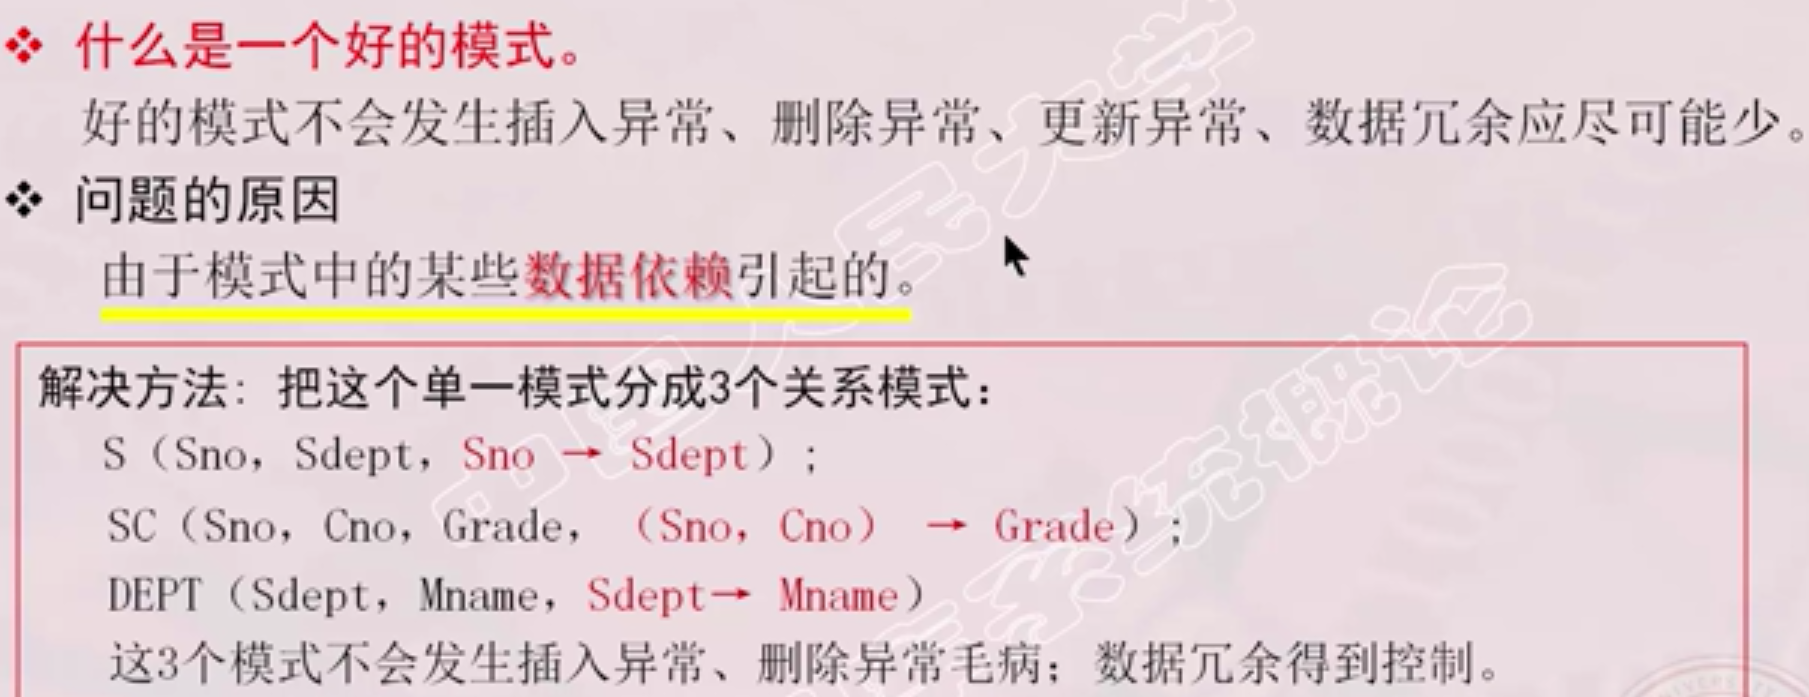 ❖ 什么是一个好的模式。
好的模式不会发生插入异常、删除异常、更新异常、数据冗余应尽可能少。
❖ 问题的原因
由于模式中的某些数据依赖引起的。
解决方法: 把这个单一模式分成3个关系模式:
S (Sno, Sdept, Sno → Sdept) ;
SC (Sno, Cno, Grade, (Sno, Cno) → Grade) ;
DEPT (Sdept, Mname, Sdept→ Mname)
这3个模式不会发生插入异常、删除异常毛病; 数据冗余得到控制。